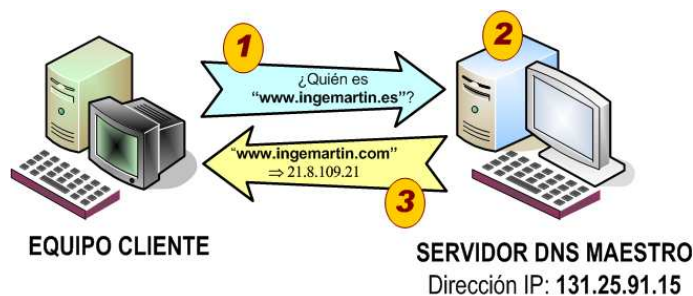 1
2
¿Quién es
“www.ingemartin.es”?
“www.ingemartin.com”
⇒ 21.8.109.21
3
EQUIPO CLIENTE
SERVIDOR DNS MAESTRO
Dirección IP: 131.25.91.15